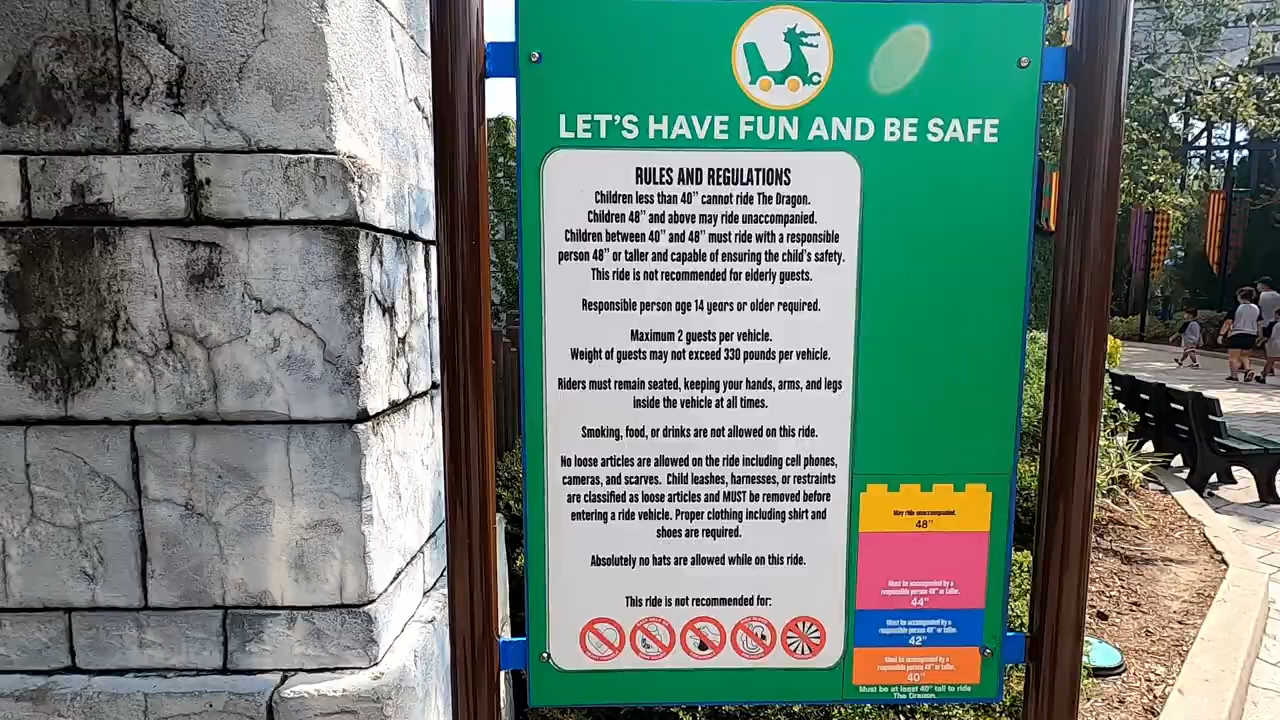 LET'S HAVE FUN AND BE SAFE
RULES AND REGULATIONS
Children less than 40" cannot ride The Dragon.
Children 48" and above may ride unaccompanied.
Children between 40" and 48" must ride with a responsible
person 48" or taller and capable of ensuring the child's safety.
This ride is not recommended for elderly guests.
Responsible person age 14 years or older required.
Maximum 2 guests per vehicle.
Weight of guests may not exceed 330 pounds per vehicle.
Riders must remain seated, keeping your hands, arms, and legs
inside the vehicle at all times.
Smoking, food, or drinks are not allowed on this ride.
No loose articles are allowed on the ride including cell phones,
cameras, and scarves. Child leashes, harnesses, or restraints
are classified as loose articles and MUST be removed before
entering a ride vehicle. Proper clothing including shirt and
shoes are required.
Absolutely no hats are allowed while on this ride.
This ride is not recommended for:
May ride unaccompanied.
48"
Must be accompanied by a
responsible person 48" or taller.
44"
Must be accompanied by a
responsible person 48" or taller.
42"
Must be accompanied by a
responsible person 48" or taller.
40"
Must be at least 40" tall to ride
The Dragon.